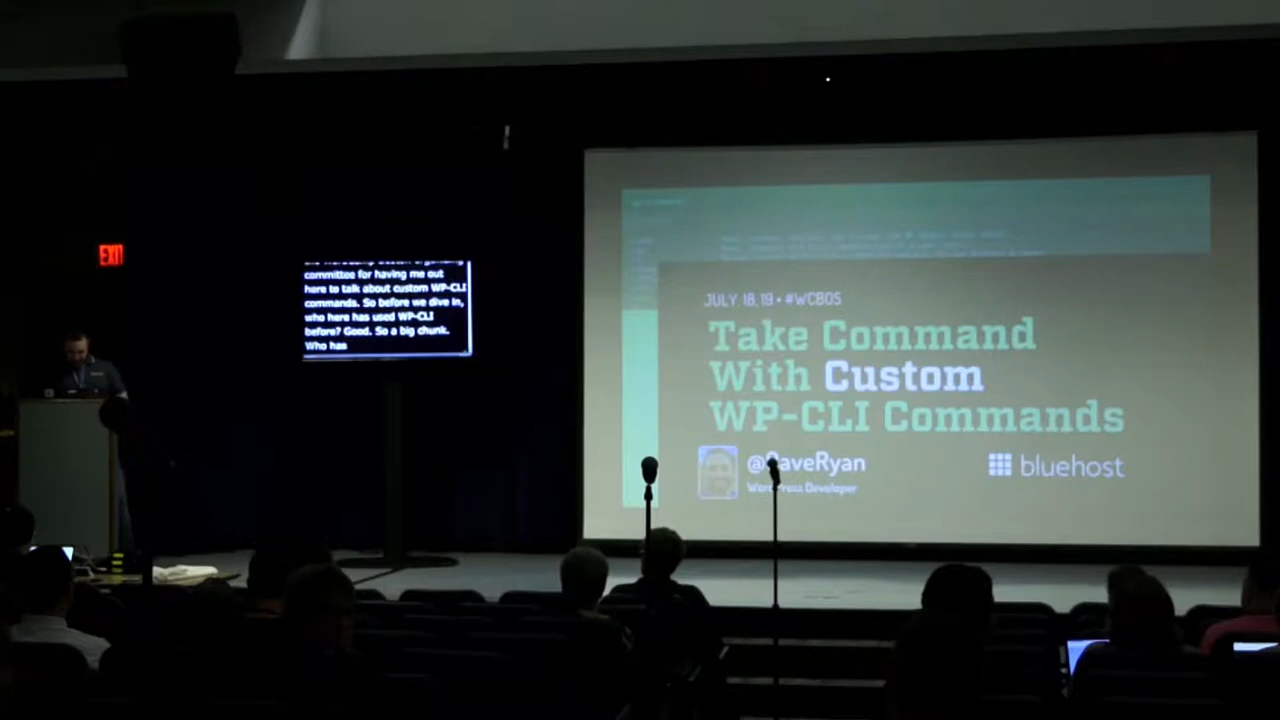 EXIT
committee for having me out
here to talk about custom WP-CLI
commands. So before we dive in,
who here has used WP-CLI
before? Good. So a big chunk.
Who has
JULY 18, 19 • #WCBOS
Take Command
With Custom
WP-CLI Commands
@DaveRyan
WordPress Developer
bluehost